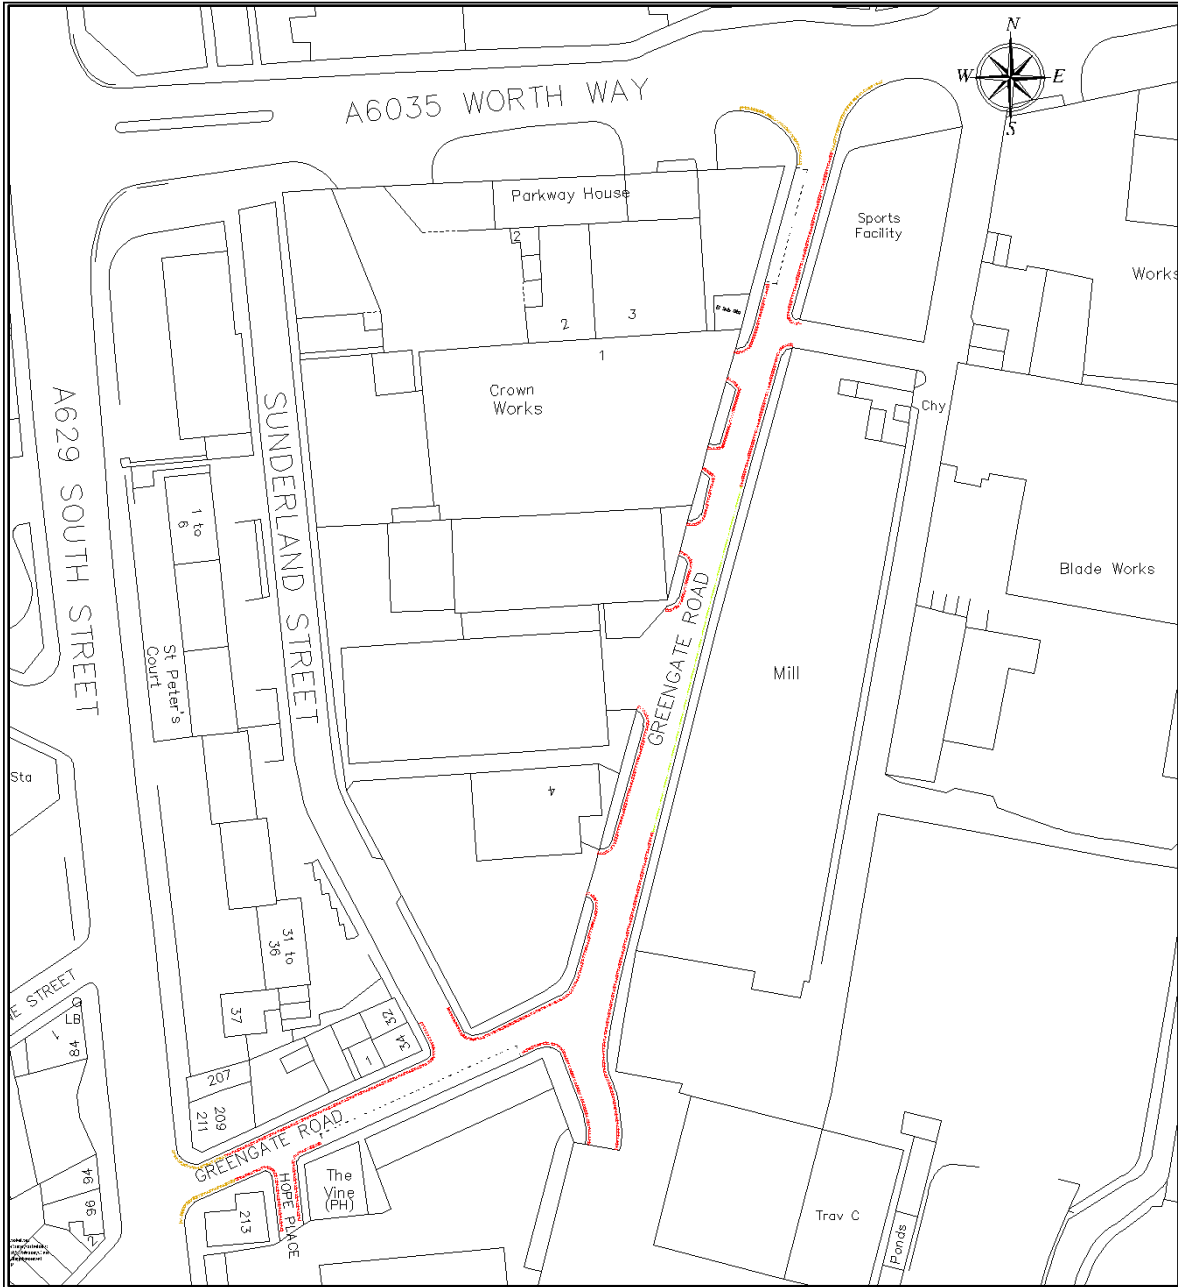 N
W
E
S
A6035 WORTH WAY
Parkway House
Sports
Facility
Works
2
2
3
1
Crown
Works
Chy
A629 SOUTH STREET
SUNDERLAND STREET
1 to
6
Blade Works
GREENGATE ROAD
St Peter's
Court
Mill
Sta
4
31 to
36
37
E STREET
LB
1
84
32
34
1
207
209
211
GREENGATE ROAD
94
96
2
HOPE PLACE
The
Vine
(PH)
213
Trav C
Ponds